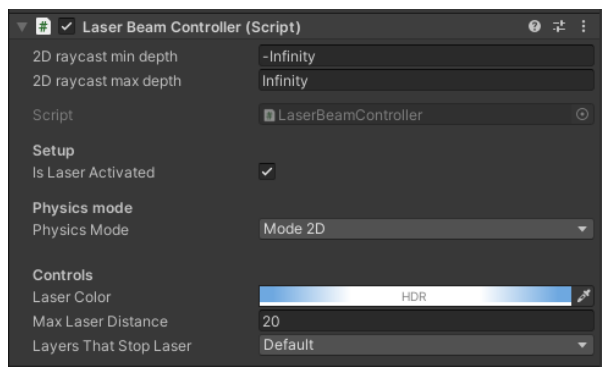 # Laser Beam Controller (Script)
2D raycast min depth -Infinity
2D raycast max depth Infinity
Script # LaserBeamController
Setup
Is Laser Activated
Physics mode
Physics Mode Mode 2D
Controls
Laser Color HDR
Max Laser Distance 20
Layers That Stop Laser Default